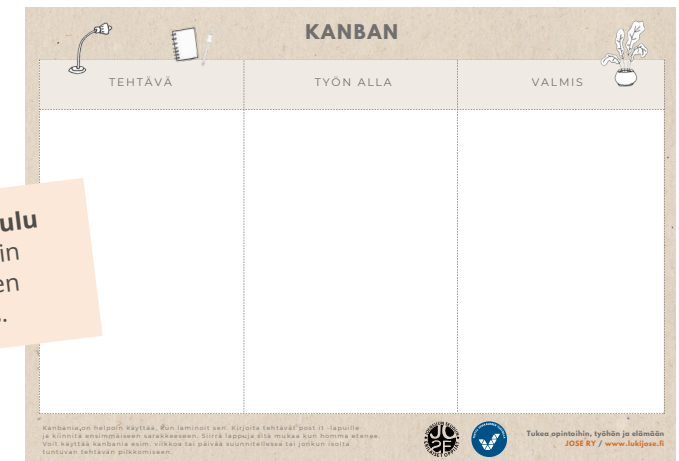 KANBAN
TEHTÄVÄ
TYÖN ALLA
VALMIS
ulu
in
en
.
Kanbania on helpoin käyttää, kun laminoit sen. Kirjoita tehtävät post it -lapuille
ja kiinnitä ensimmäiseen sarakkeeseen. Siirrä lappuja sitä mukaa kun homma etenee.
Voit käyttää kanbania esim. viikkoa tai päivää suunnitellessa tai jonkun isolta
tuntuvan tehtävän pilkkomiseen.
Tukea opintoihin, työhön ja elämään
JOSE RY / www.lukijose.fi